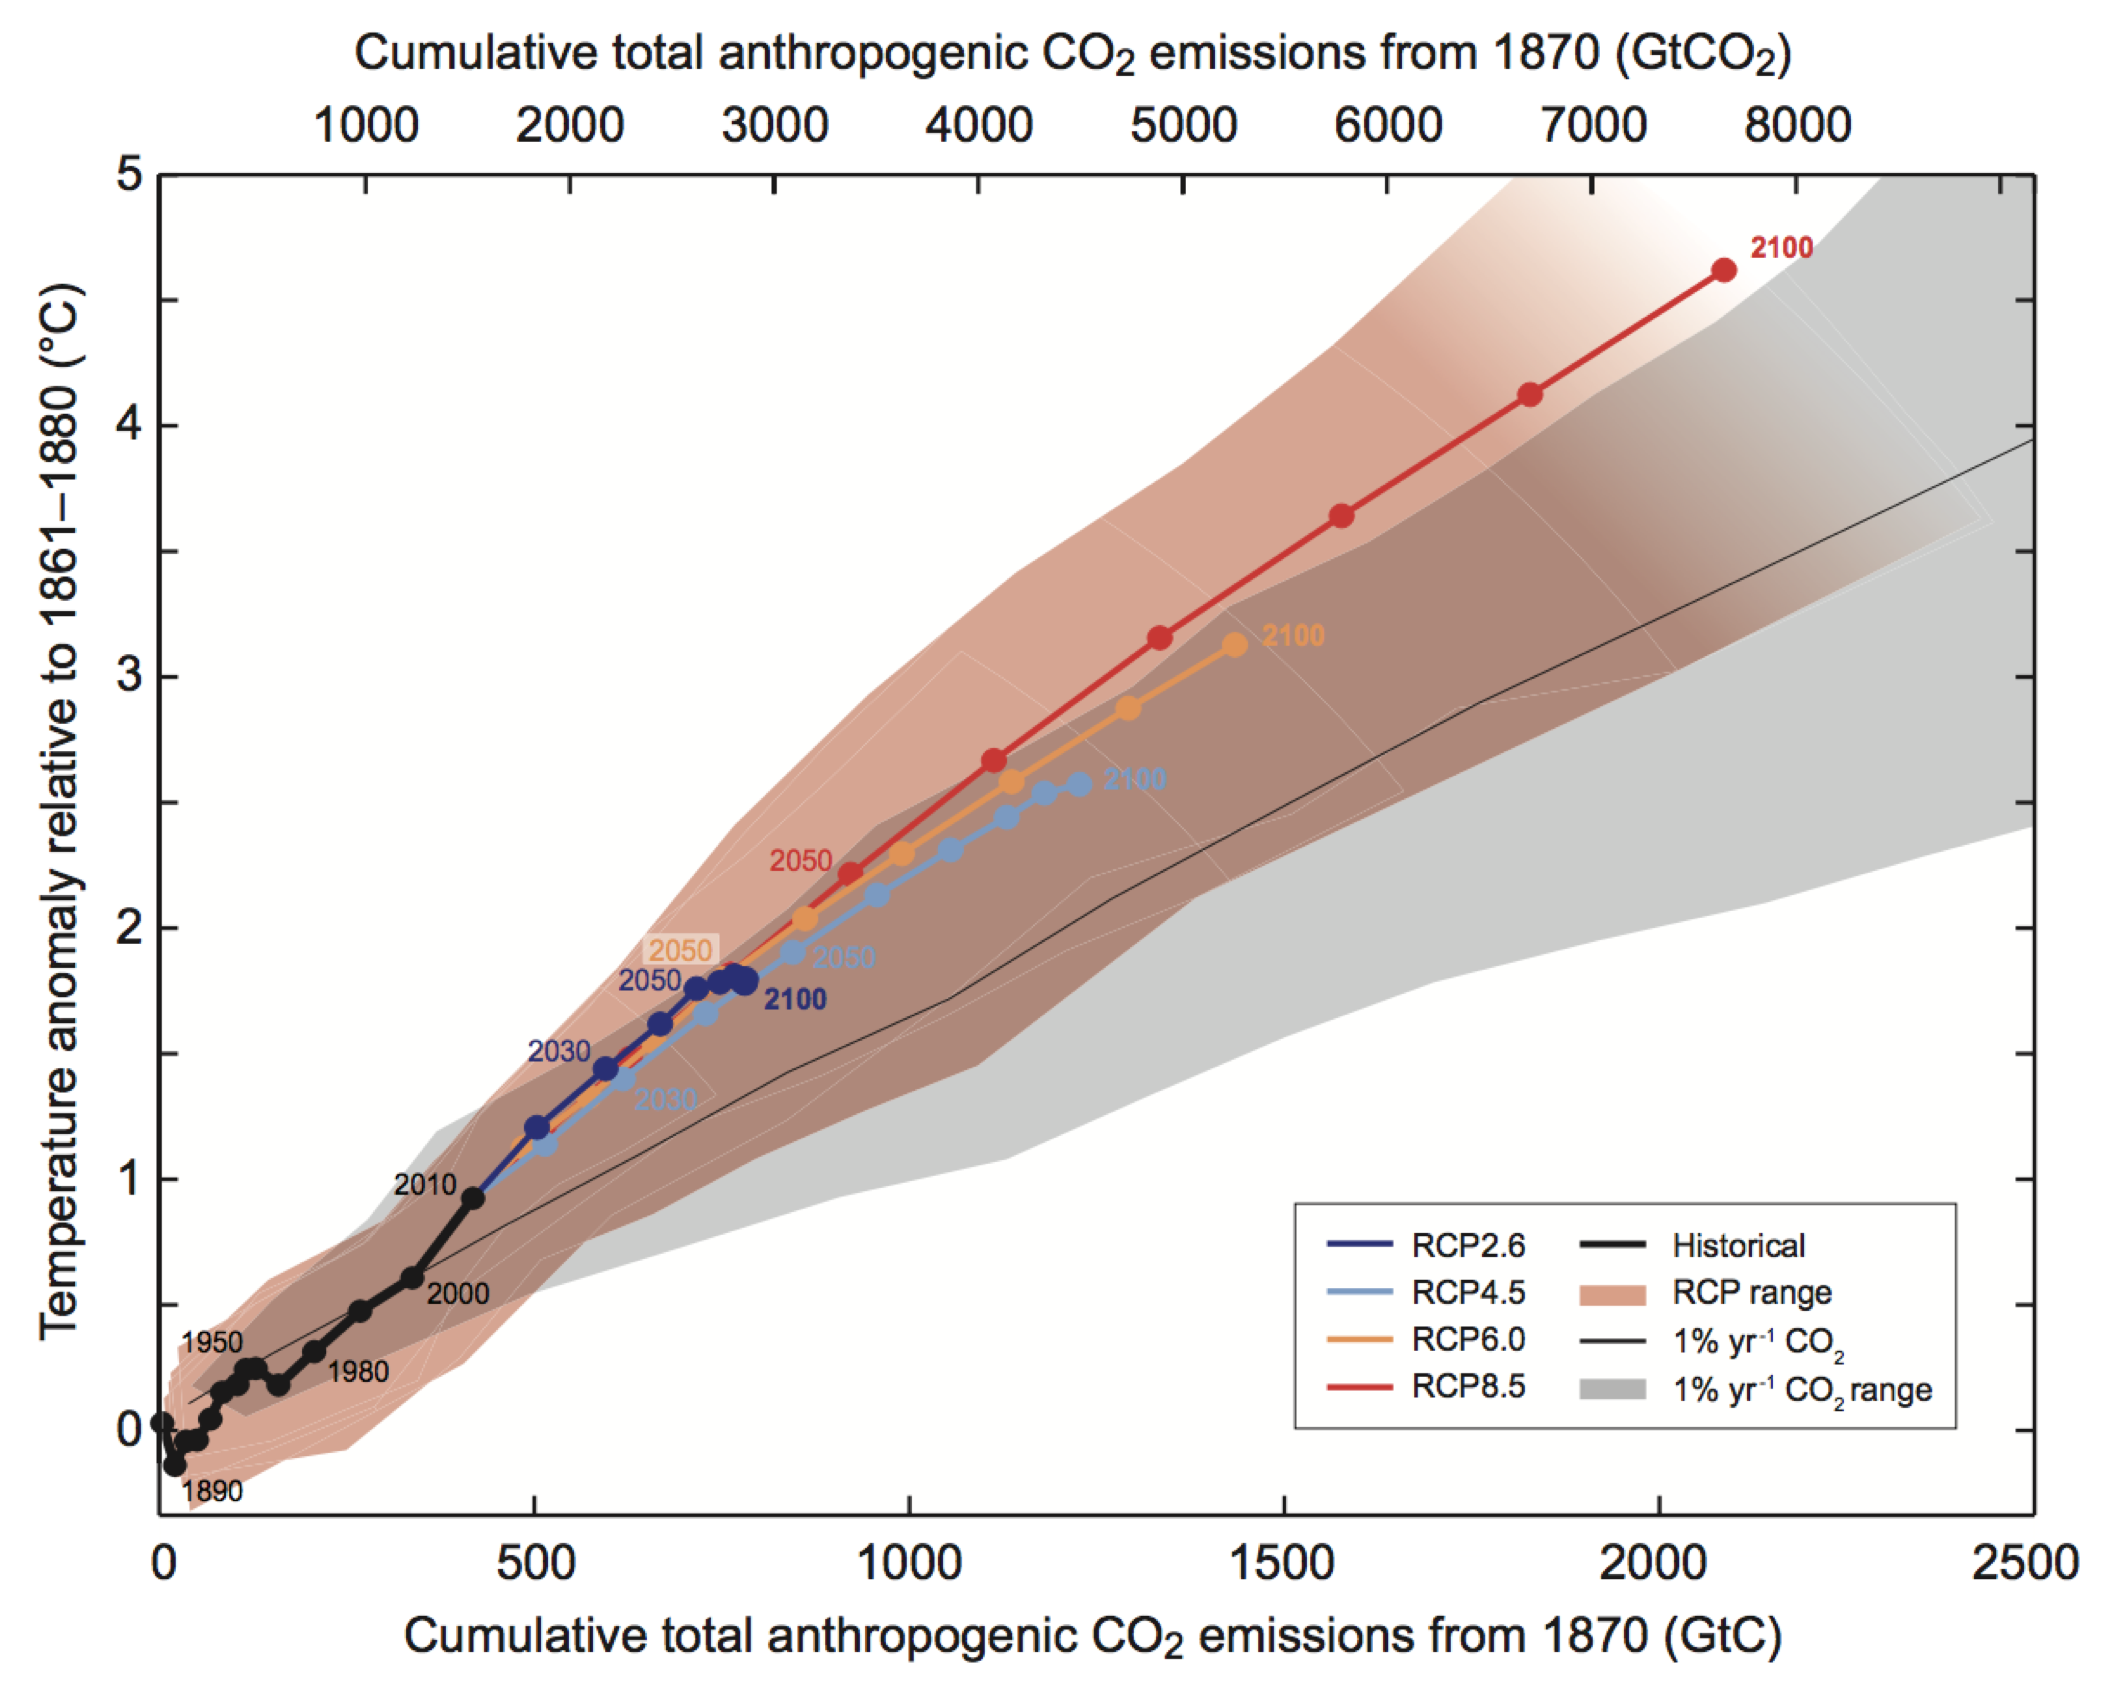 Cumulative total anthropogenic CO₂ emissions from 1870 (GtCO₂)
1000 2000 3000 4000 5000 6000 7000 8000
Temperature anomaly relative to 1861–1880 (°C)
5
4
3
2
1
0
2100
2100
2100
2050
2050
2050
2050
2100
2030
2030
2010
2000
1950
1980
1890
RCP2.6
RCP4.5
RCP6.0
RCP8.5
Historical
RCP range
1% yr⁻¹ CO₂
1% yr⁻¹ CO₂ range
0 500 1000 1500 2000 2500
Cumulative total anthropogenic CO₂ emissions from 1870 (GtC)